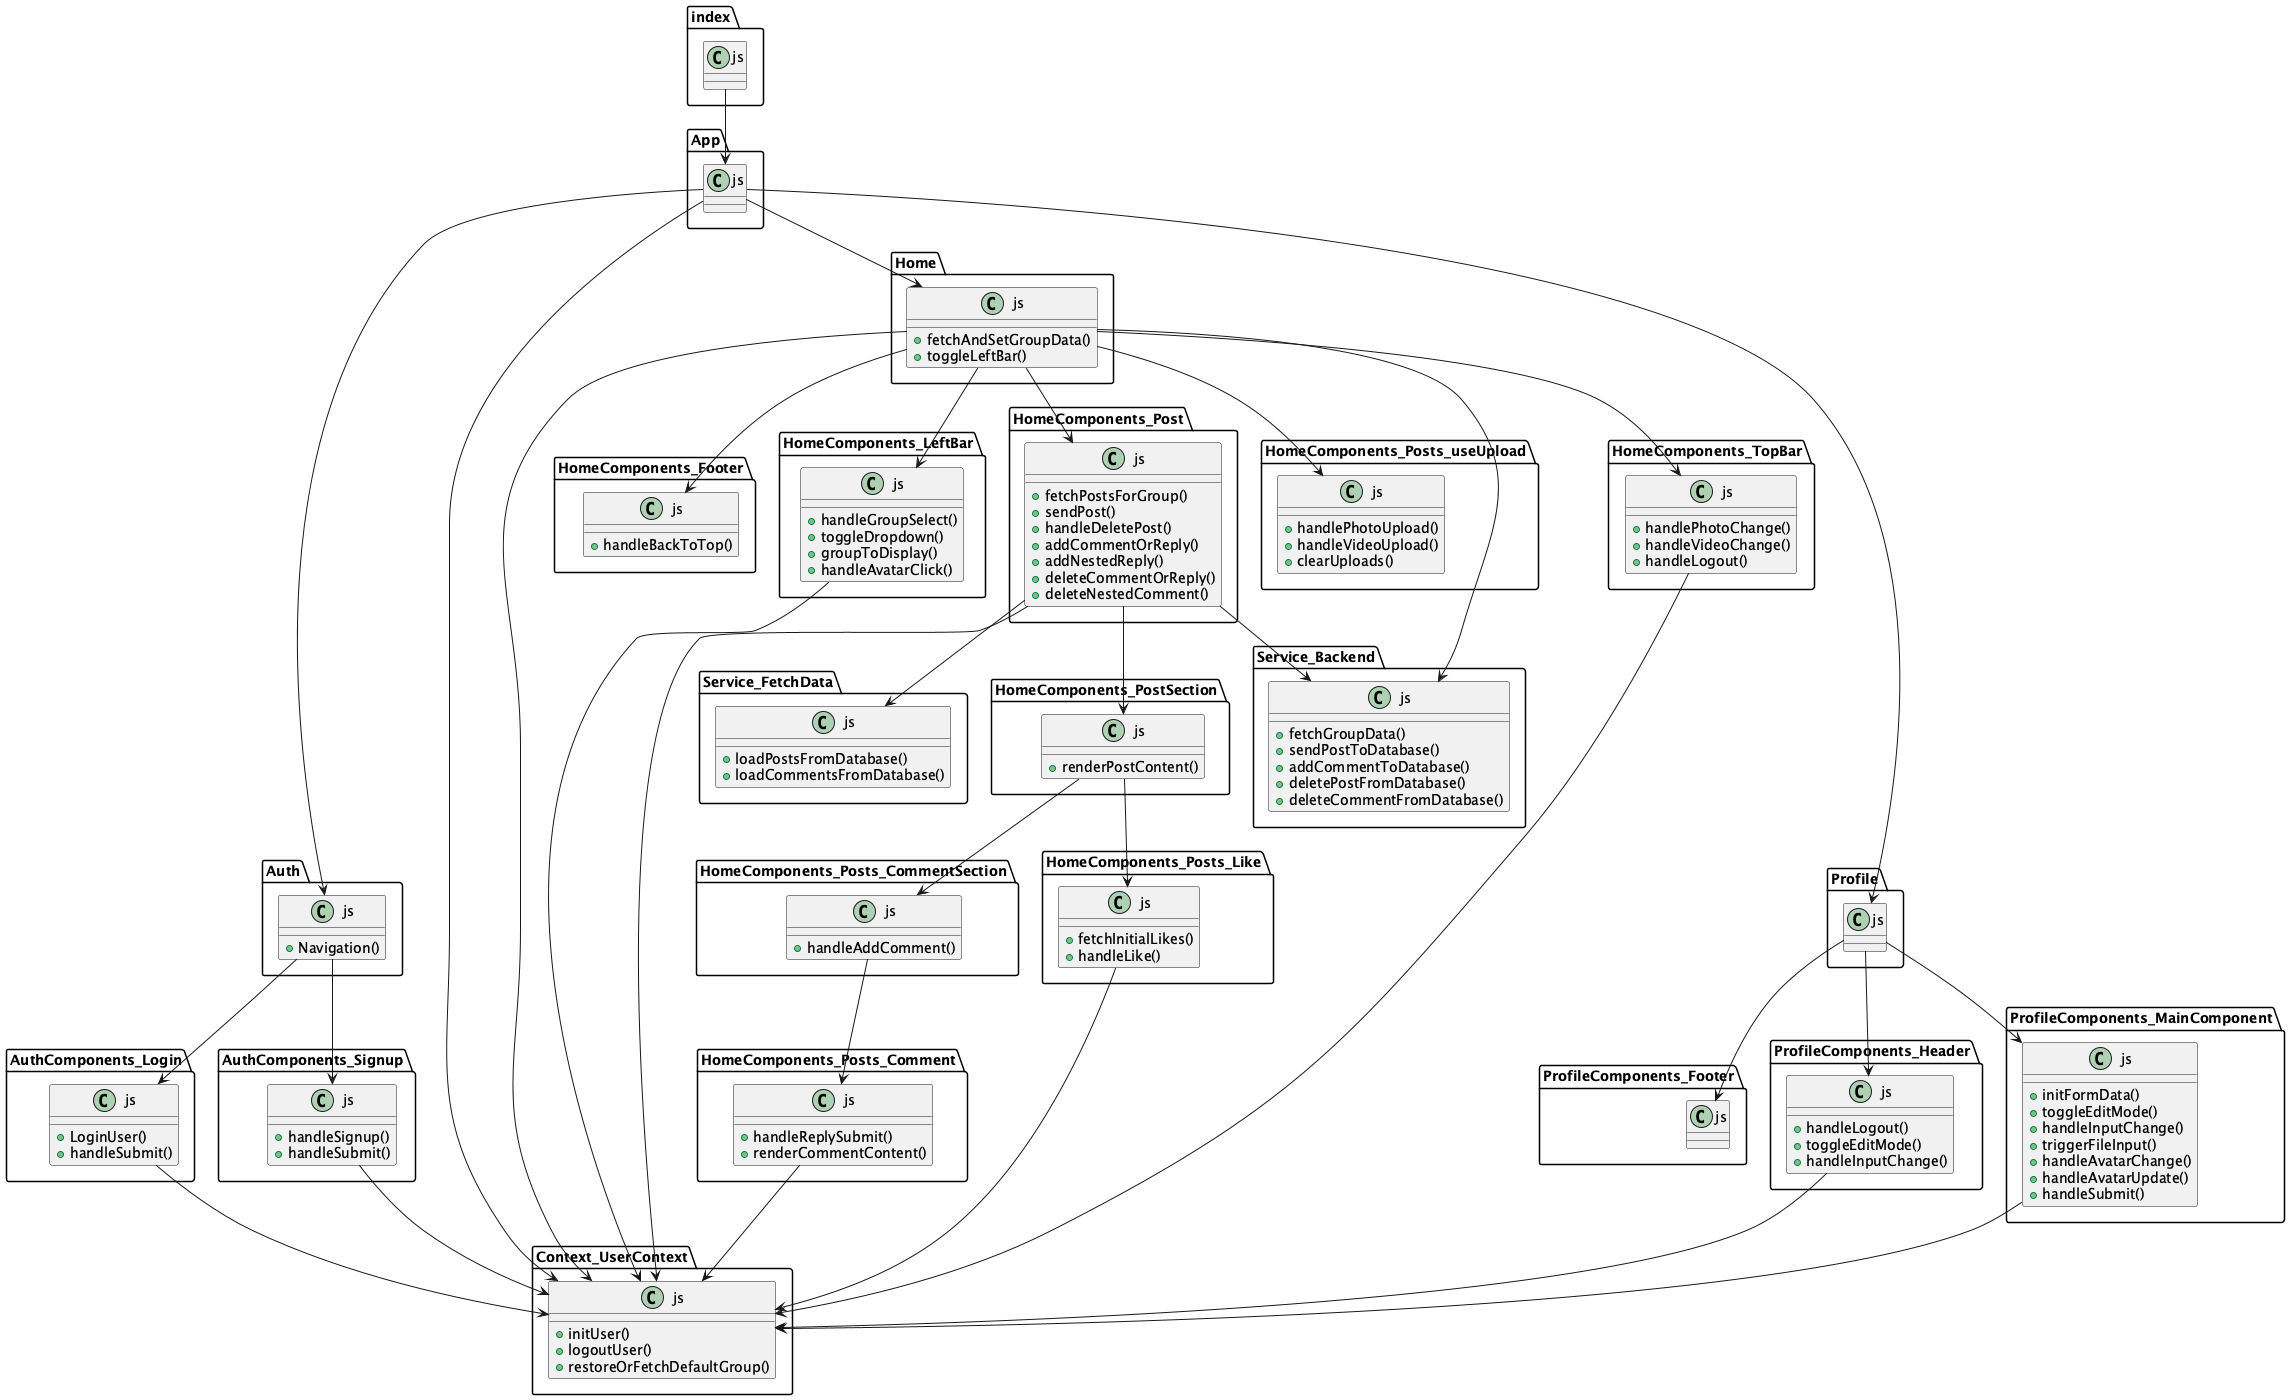 index
C js
App
C js
Home
C js
fetchAndSetGroupData()
toggleLeftBar()
HomeComponents_Footer
C js
handleBackToTop()
HomeComponents_LeftBar
C js
handleGroupSelect()
toggleDropdown()
groupToDisplay()
handleAvatarClick()
HomeComponents_Post
C js
fetchPostsForGroup()
sendPost()
handleDeletePost()
addCommentOrReply()
addNestedReply()
deleteCommentOrReply()
deleteNestedComment()
HomeComponents_Posts_useUpload
C js
handlePhotoUpload()
handleVideoUpload()
clearUploads()
HomeComponents_TopBar
C js
handlePhotoChange()
handleVideoChange()
handleLogout()
Service_FetchData
C js
loadPostsFromDatabase()
loadCommentsFromDatabase()
HomeComponents_PostSection
C js
renderPostContent()
Service_Backend
C js
fetchGroupData()
sendPostToDatabase()
addCommentToDatabase()
deletePostFromDatabase()
deleteCommentFromDatabase()
Auth
C js
Navigation()
HomeComponents_Posts_CommentSection
C js
handleAddComment()
HomeComponents_Posts_Like
C js
fetchInitialLikes()
handleLike()
Profile
C js
AuthComponents_Login
C js
LoginUser()
handleSubmit()
AuthComponents_Signup
C js
handleSignup()
handleSubmit()
HomeComponents_Posts_Comment
C js
handleReplySubmit()
renderCommentContent()
ProfileComponents_Footer
C js
ProfileComponents_Header
C js
handleLogout()
toggleEditMode()
handleInputChange()
ProfileComponents_MainComponent
C js
initFormData()
toggleEditMode()
handleInputChange()
triggerFileInput()
handleAvatarChange()
handleAvatarUpdate()
handleSubmit()
Context_UserContext
C js
initUser()
logoutUser()
restoreOrFetchDefaultGroup()